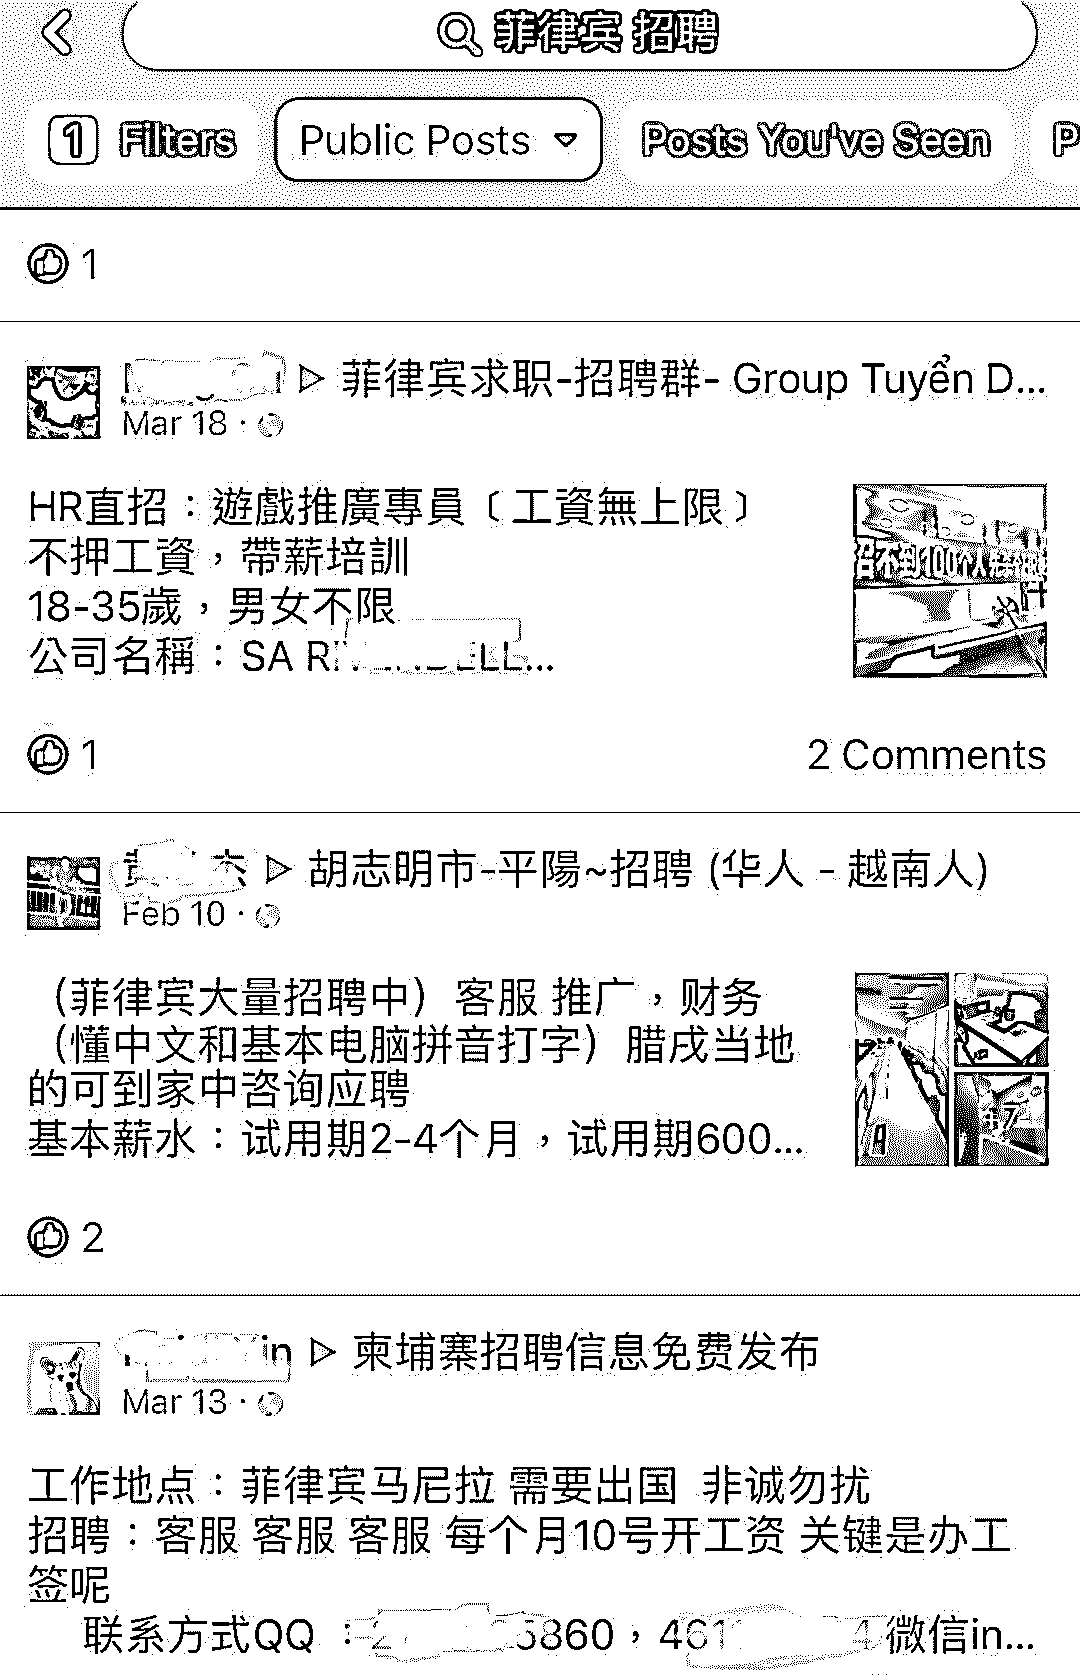 菲律宾 招聘
1 Filters
Public Posts
Posts You've Seen
P
1
菲律宾求职-招聘群- Group Tuyển D...
Mar 18 ·
HR直招：遊戲推廣專員﹝工資無上限﹞
不押工資，帶薪培訓
18-35歲，男女不限
公司名稱：SA
招不到100个人
1
2 Comments
胡志明市-平陽~招聘 (华人 - 越南人)
Feb 10 ·
（菲律宾大量招聘中）客服 推广，财务
（懂中文和基本电脑拼音打字）腊戌当地
的可到家中咨询应聘
基本薪水：试用期2-4个月，试用期600...
2
柬埔寨招聘信息免费发布
Mar 13 ·
工作地点：菲律宾马尼拉 需要出国 非诚勿扰
招聘：客服 客服 客服 每个月10号开工资 关键是办工
签呢
联系方式QQ：5860，461 4 微信in...